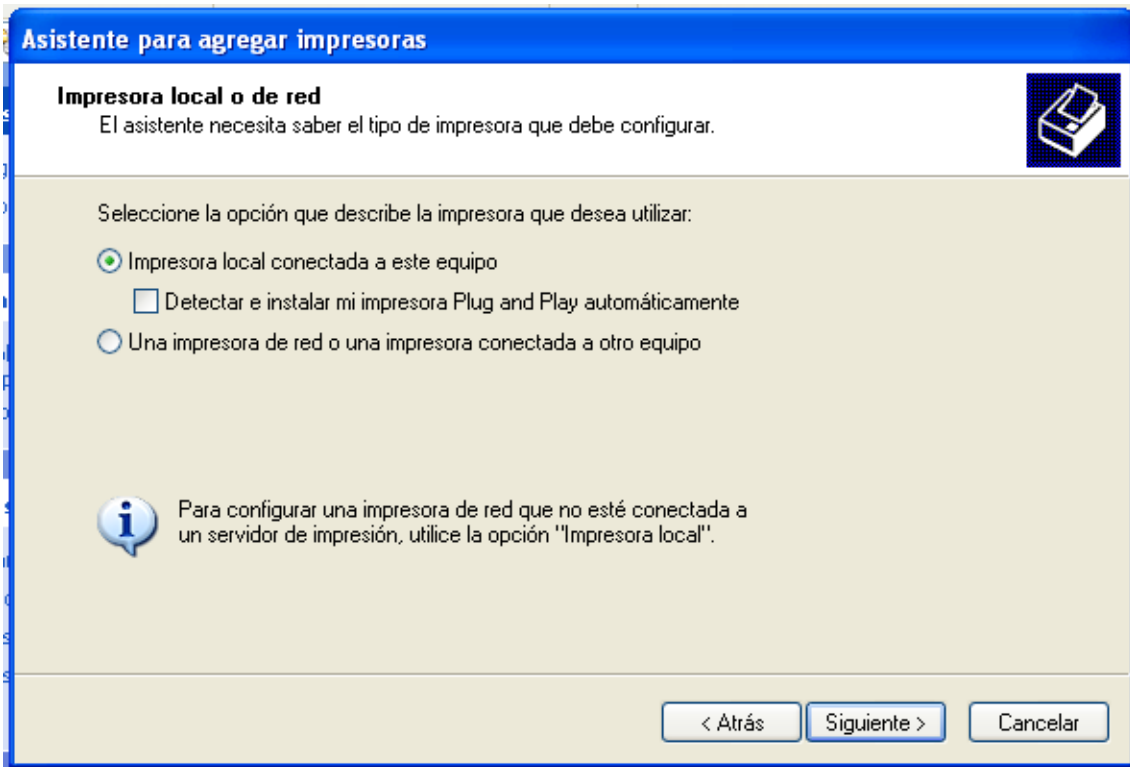 Asistente para agregar impresoras
Impresora local o de red
El asistente necesita saber el tipo de impresora que debe configurar.
Seleccione la opción que describe la impresora que desea utilizar:
Impresora local conectada a este equipo
Detectar e instalar mi impresora Plug and Play automáticamente
Una impresora de red o una impresora conectada a otro equipo
Para configurar una impresora de red que no esté conectada a
un servidor de impresión, utilice la opción "Impresora local".
< Atrás
Siguiente >
Cancelar